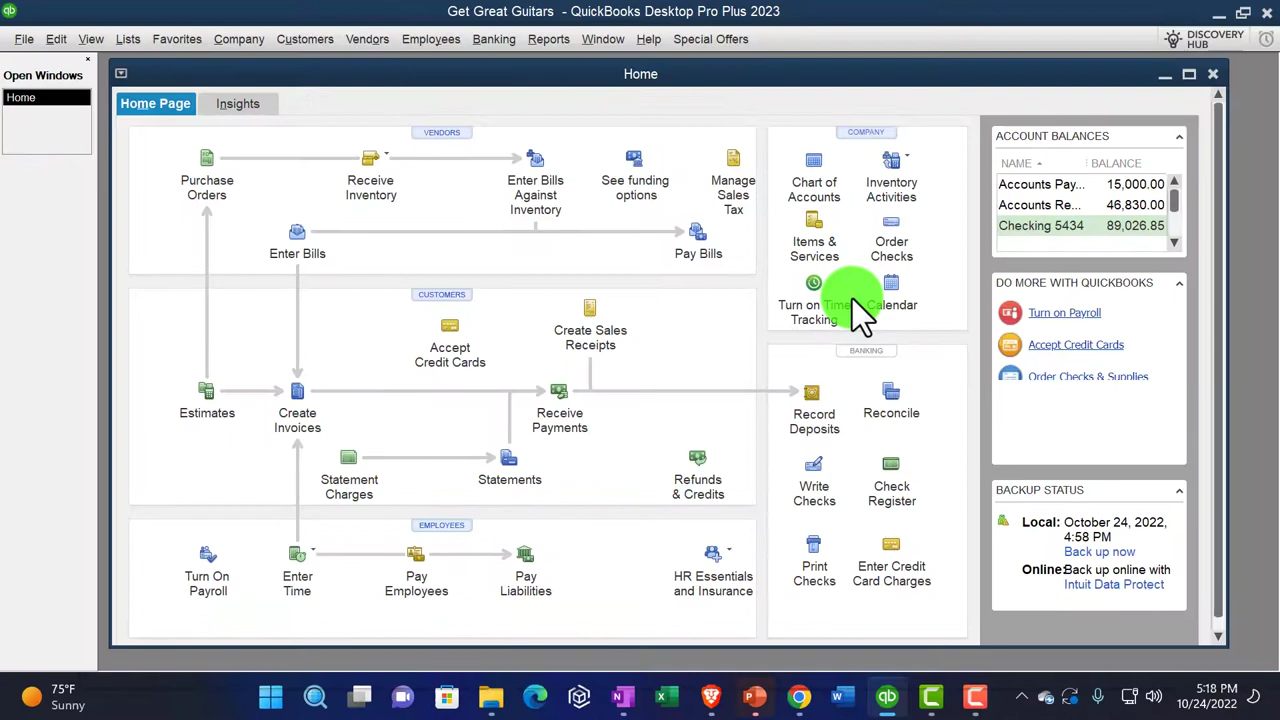 Get Great Guitars - QuickBooks Desktop Pro Plus 2023
File Edit View Lists Favorites Company Customers Vendors Employees Banking Reports Window Help Special Offers
DISCOVERY
HUB
Open Windows
Home
Home
Home Page
Insights
VENDORS
Purchase
Orders
Receive
Inventory
Enter Bills
Against
Inventory
See funding
options
Manage
Sales
Tax
Enter Bills
Pay Bills
CUSTOMERS
Accept
Credit Cards
Create Sales
Receipts
Estimates
Create
Invoices
Receive
Payments
Statement
Charges
Statements
Refunds
& Credits
EMPLOYEES
Turn On
Payroll
Enter
Time
Pay
Employees
Pay
Liabilities
HR Essentials
and Insurance
COMPANY
Chart of
Accounts
Inventory
Activities
Items &
Services
Order
Checks
Turn on Time
Tracking
Calendar
BANKING
Record
Deposits
Reconcile
Write
Checks
Check
Register
Print
Checks
Enter Credit
Card Charges
ACCOUNT BALANCES
NAME BALANCE
Accounts Pay... 15,000.00
Accounts Re... 46,830.00
Checking 5434 89,026.85
DO MORE WITH QUICKBOOKS
Turn on Payroll
Accept Credit Cards
Order Checks & Supplies
BACKUP STATUS
Local: October 24, 2022,
4:58 PM
Back up now
Online: Back up online with
Intuit Data Protect
75°F
Sunny
5:18 PM
10/24/2022